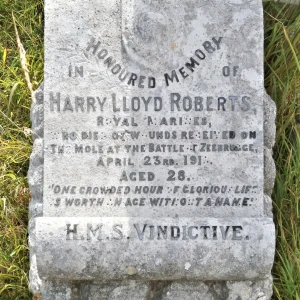 HONOURED MEMORY
IN OF
HARRY LLOYD ROBERTS,
ROYAL MARINES,
WHO DIED OF WOUNDS RECEIVED ON
THE MOLE AT THE BATTLE OF ZEEBRUGGE,
APRIL 23RD. 191
AGED 28.
"ONE CROWDED HOUR OF GLORIOUS LIFE
IS WORTH AN AGE WITHOUT A NAME."
H.M.S. VINDICTIVE.